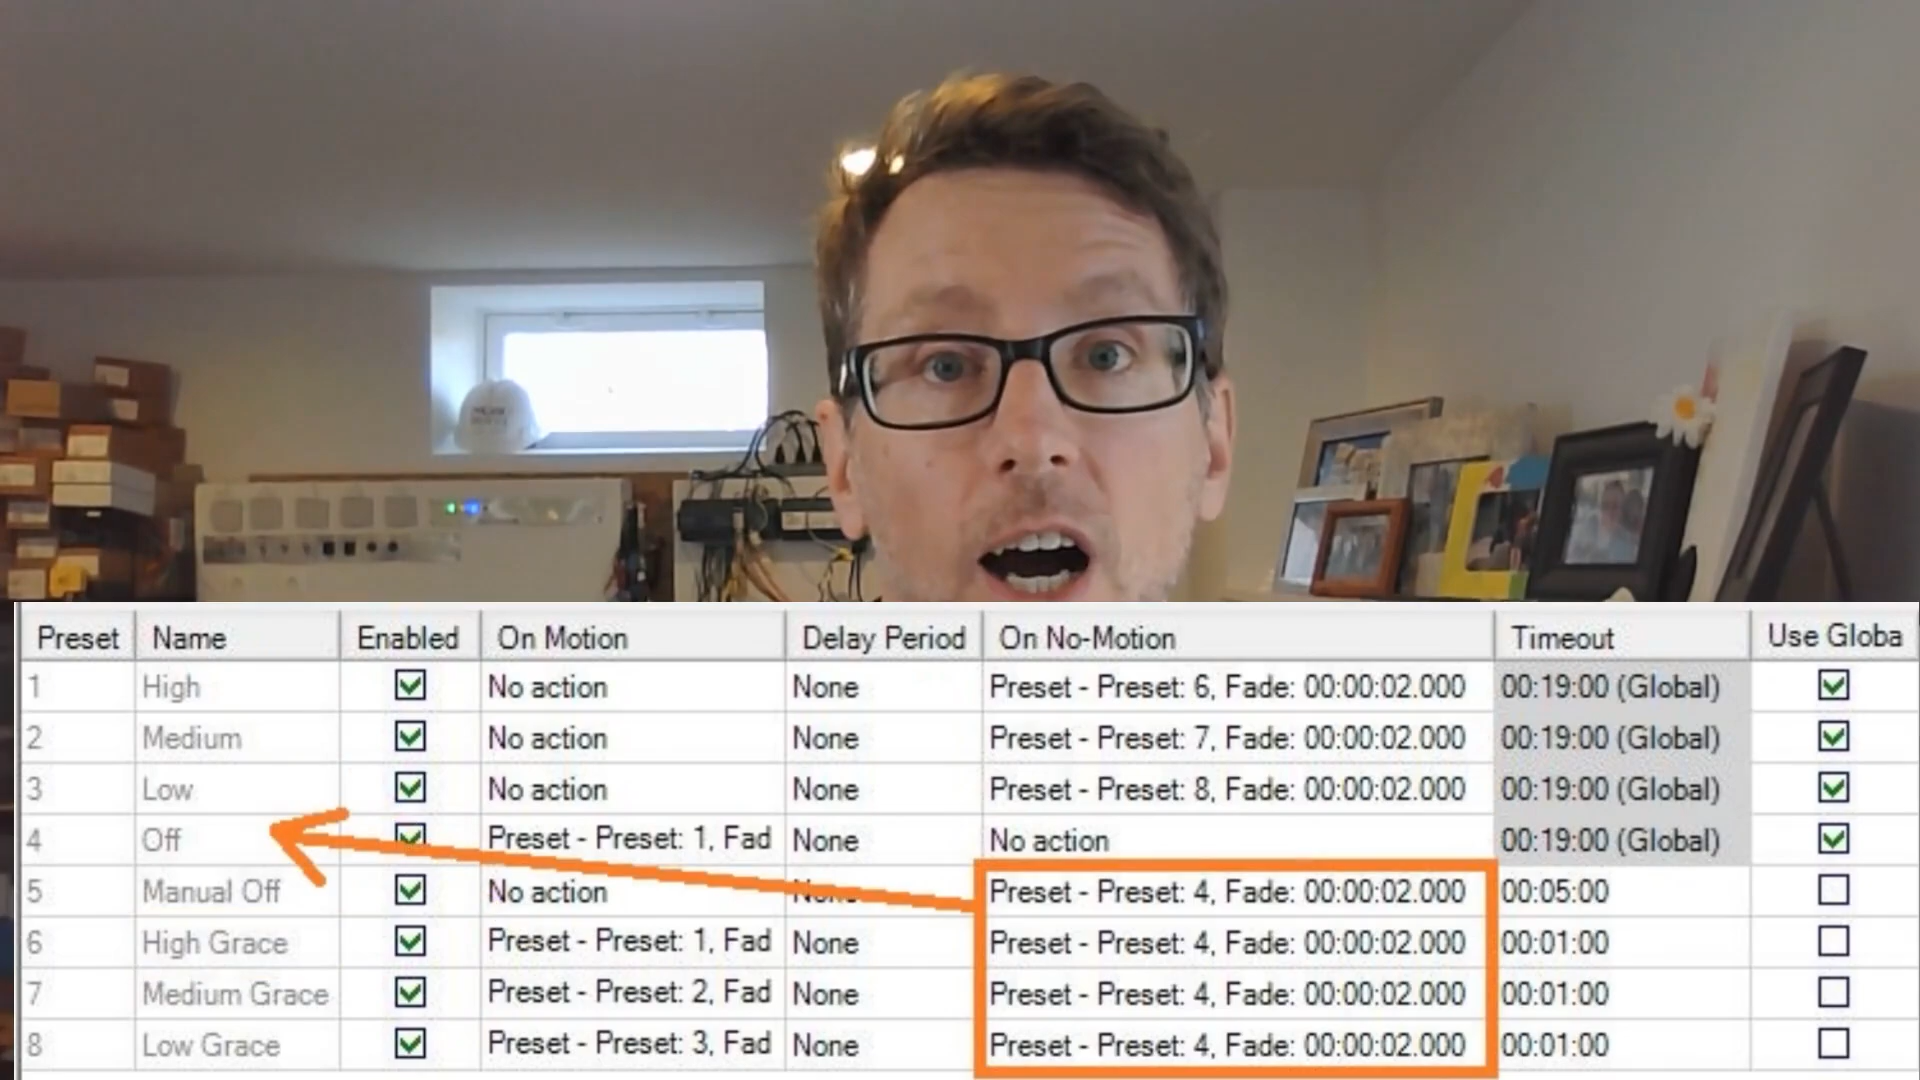 Preset Name Enabled On Motion Delay Period On No-Motion Timeout Use Globa
1 High No action None Preset - Preset: 6, Fade: 00:00:02.000 00:19:00 (Global)
2 Medium No action None Preset - Preset: 7, Fade: 00:00:02.000 00:19:00 (Global)
3 Low No action None Preset - Preset: 8, Fade: 00:00:02.000 00:19:00 (Global)
4 Off Preset - Preset: 1, Fad None No action 00:19:00 (Global)
5 Manual Off No action None Preset - Preset: 4, Fade: 00:00:02.000 00:05:00
6 High Grace Preset - Preset: 1, Fad None Preset - Preset: 4, Fade: 00:00:02.000 00:01:00
7 Medium Grace Preset - Preset: 2, Fad None Preset - Preset: 4, Fade: 00:00:02.000 00:01:00
8 Low Grace Preset - Preset: 3, Fad None Preset - Preset: 4, Fade: 00:00:02.000 00:01:00